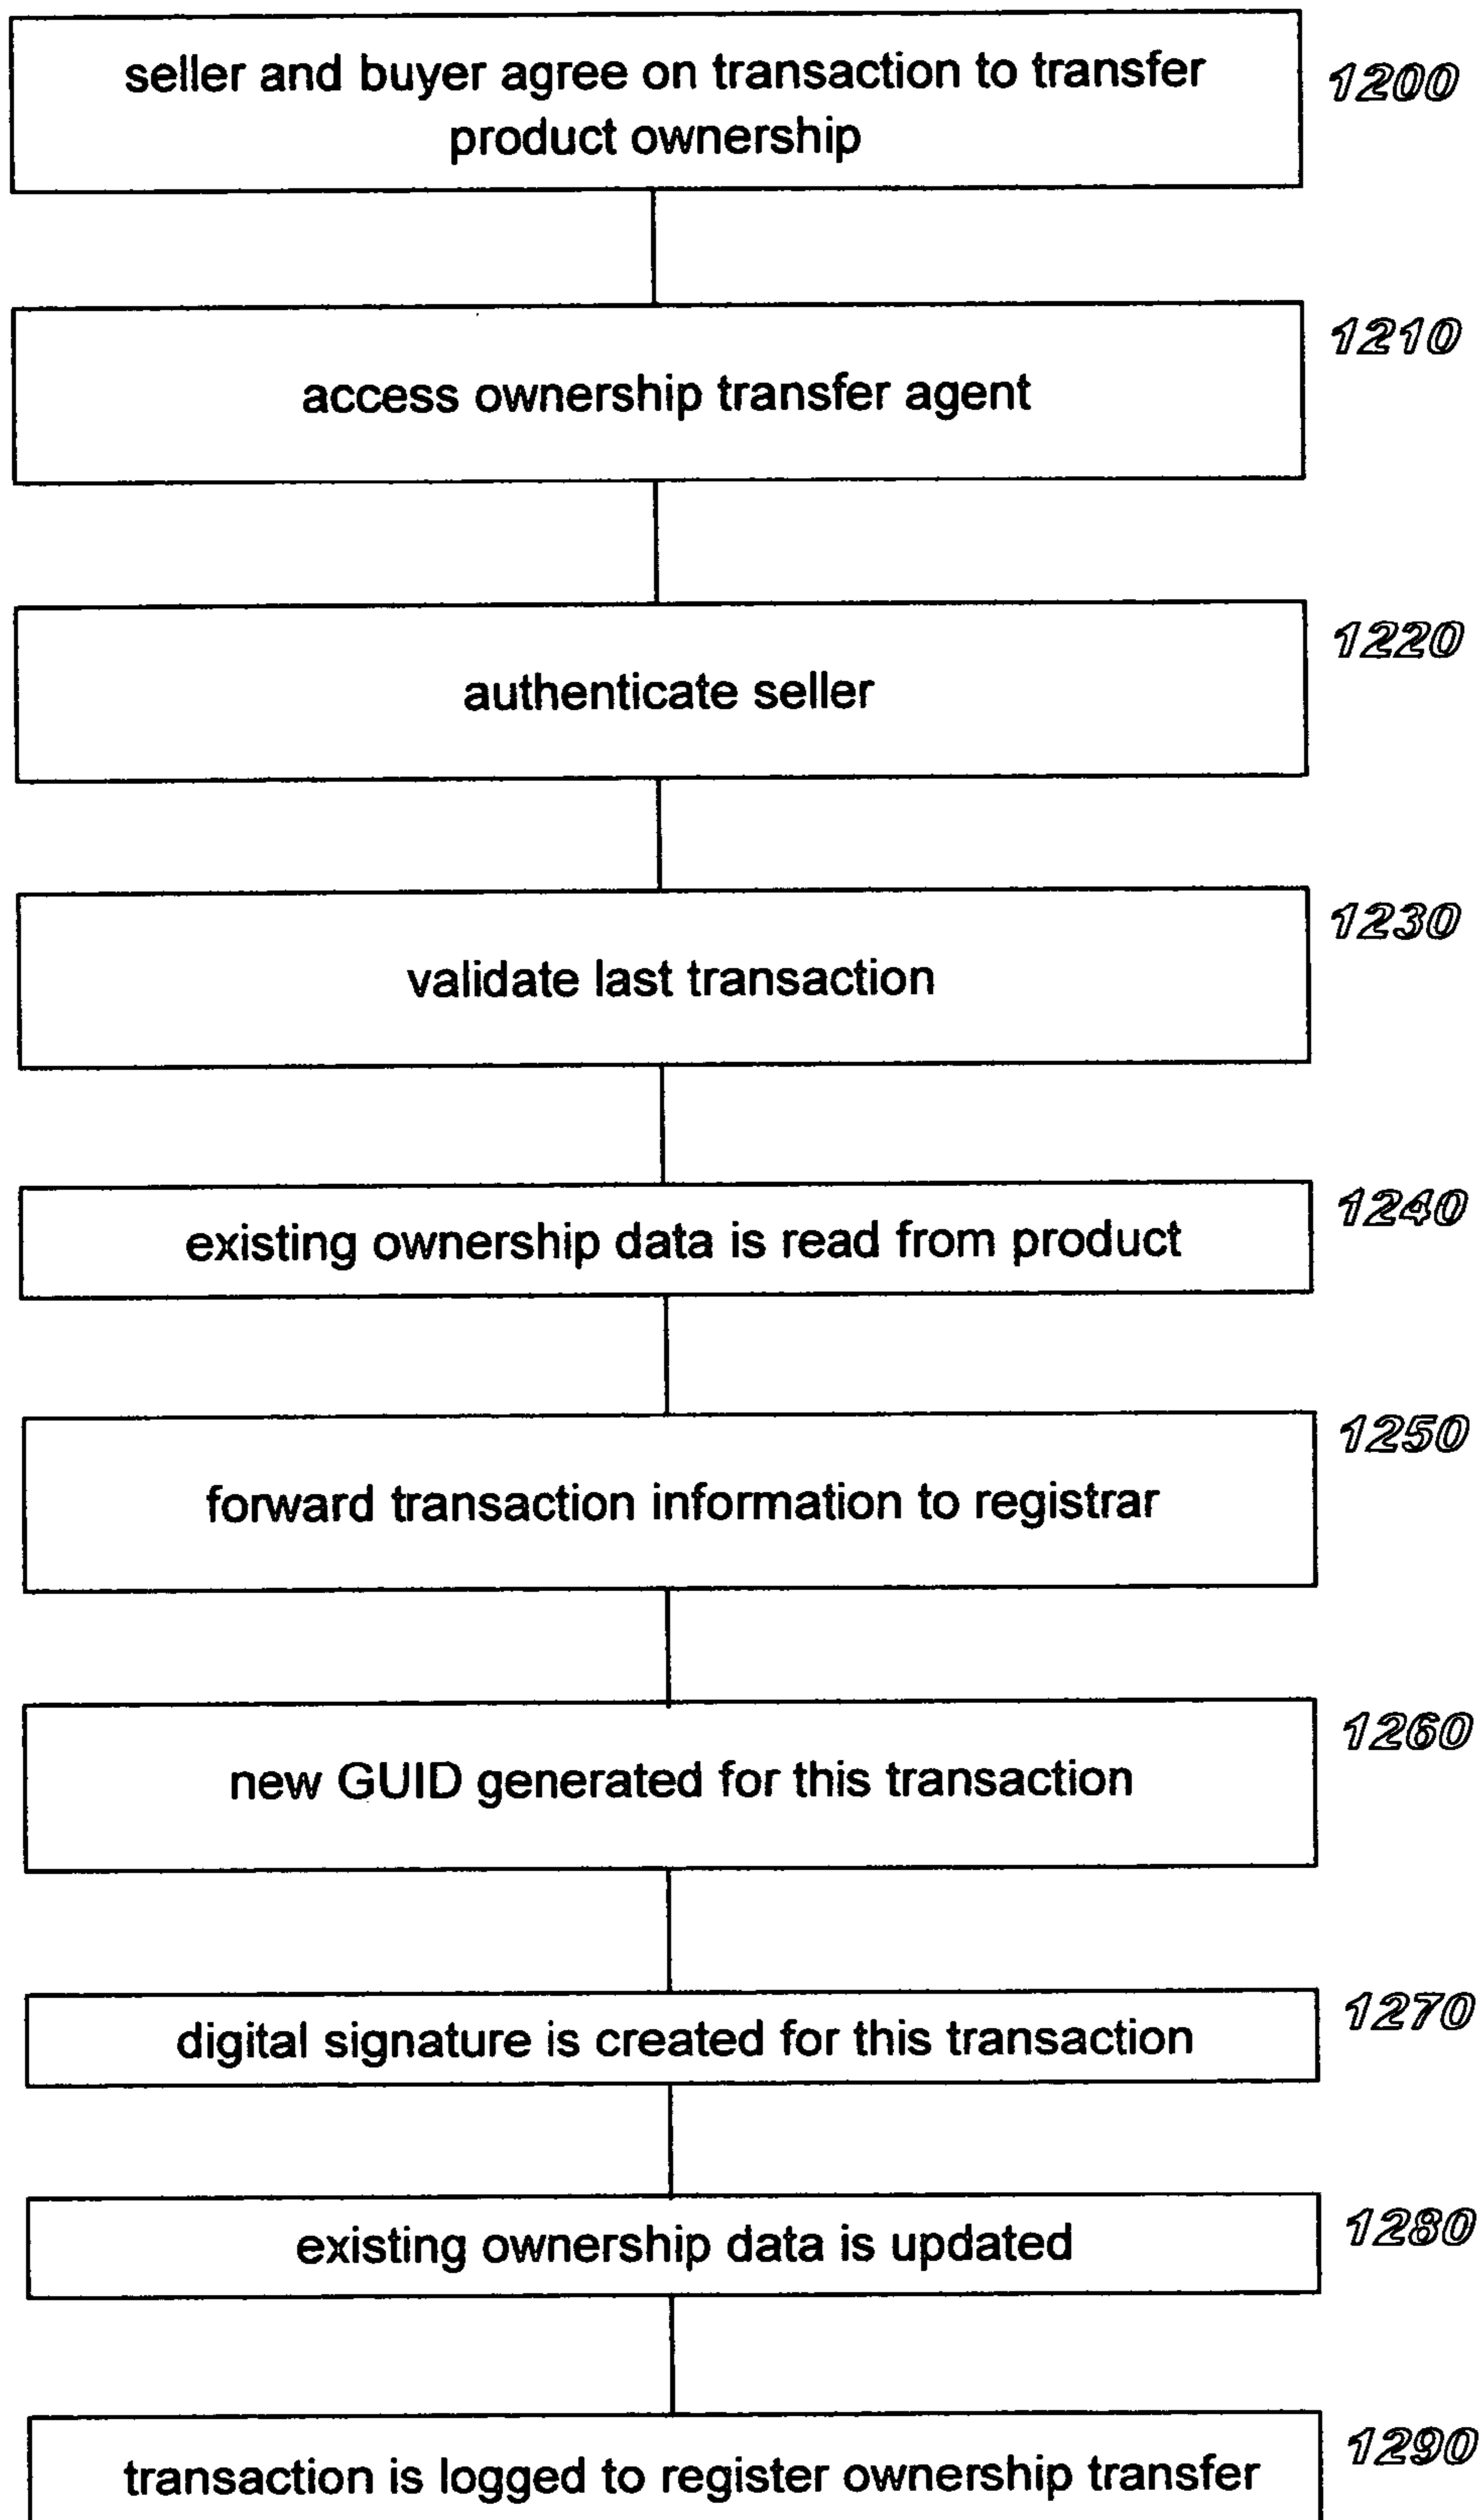 seller and buyer agree on transaction to transfer
product ownership
1200
access ownership transfer agent
1210
authenticate seller
1220
validate last transaction
1230
existing ownership data is read from product
1240
forward transaction information to registrar
1250
new GUID generated for this transaction
1260
digital signature is created for this transaction
1270
existing ownership data is updated
1280
transaction is logged to register ownership transfer
1290